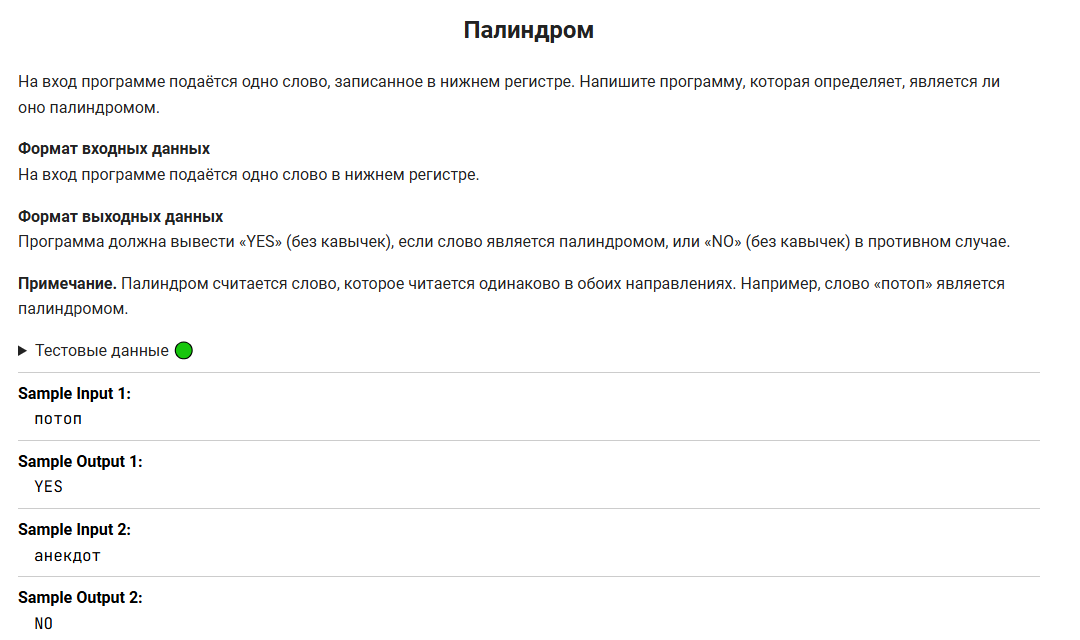 Палиндром
На вход программе подаётся одно слово, записанное в нижнем регистре. Напишите программу, которая определяет, является ли
оно палиндромом.
Формат входных данных
На вход программе подаётся одно слово в нижнем регистре.
Формат выходных данных
Программа должна вывести «YES» (без кавычек), если слово является палиндромом, или «NO» (без кавычек) в противном случае.
Примечание. Палиндром считается слово, которое читается одинаково в обоих направлениях. Например, слово «потоп» является
палиндромом.
Тестовые данные
Sample Input 1:
потоп
Sample Output 1:
YES
Sample Input 2:
анекдот
Sample Output 2:
NO